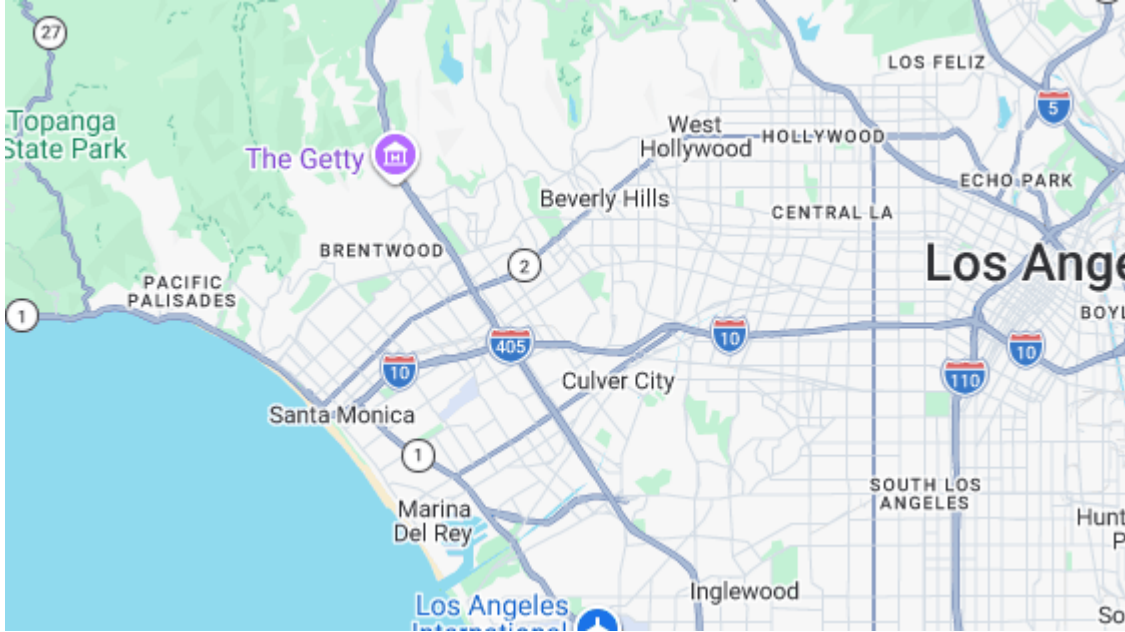 27
5
LOS FELIZ
Topanga
State Park
The Getty
West
Hollywood
HOLLYWOOD
ECHO PARK
Beverly Hills
CENTRAL LA
BRENTWOOD
2
Los Ange
PACIFIC
PALISADES
1
BOYL
405
10
10
10
110
Culver City
Santa Monica
1
SOUTH LOS
ANGELES
Marina
Del Rey
Hunt
P
Inglewood
Los Angeles
International
So